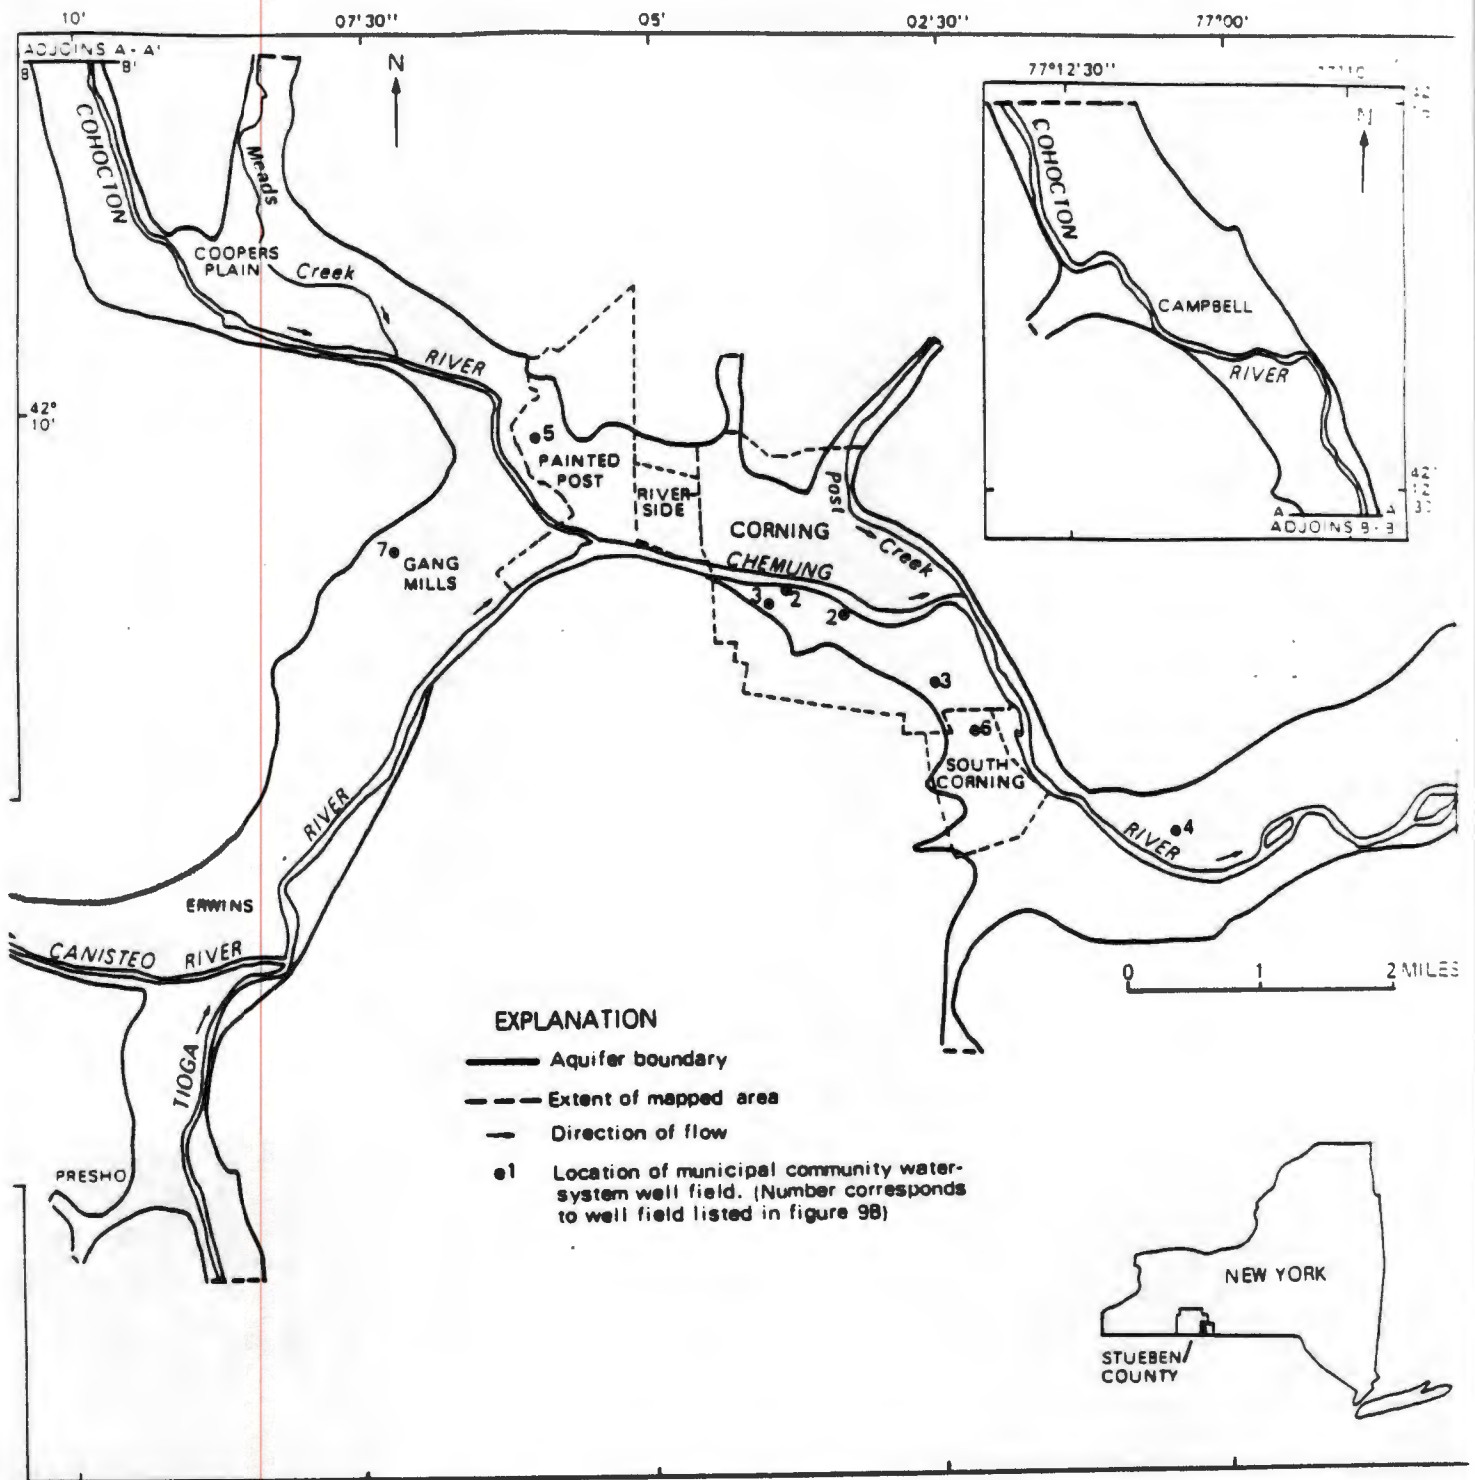 10'
07'30''
05'
02'30''
77°00'
ADJOINS A - A'
B
B'
N
77°12'30''
N
COHOCTON
Meads
COHOCTON
COOPERS
PLAIN
Creek
CAMPBELL
RIVER
RIVER
42°
10'
5
PAINTED
POST
RIVER
SIDE
Post
CORNING
Creek
CHEMUNG
A
A
ADJOINS B - B
7
GANG
MILLS
3
2
2
3
6
SOUTH
CORNING
RIVER
4
RIVER
ERWINS
CANISTEO RIVER
0 1 2 MILES
TIOGA
PRESHO
EXPLANATION
Aquifer boundary
Extent of mapped area
Direction of flow
1 Location of municipal community water-
system well field. (Number corresponds
to well field listed in figure 9B)
NEW YORK
STUEBEN
COUNTY